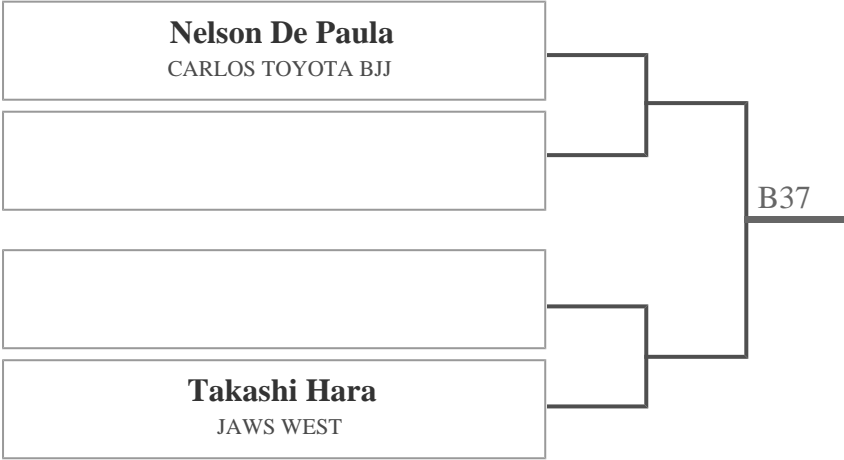 Nelson De Paula
CARLOS TOYOTA BJJ
B37
Takashi Hara
JAWS WEST